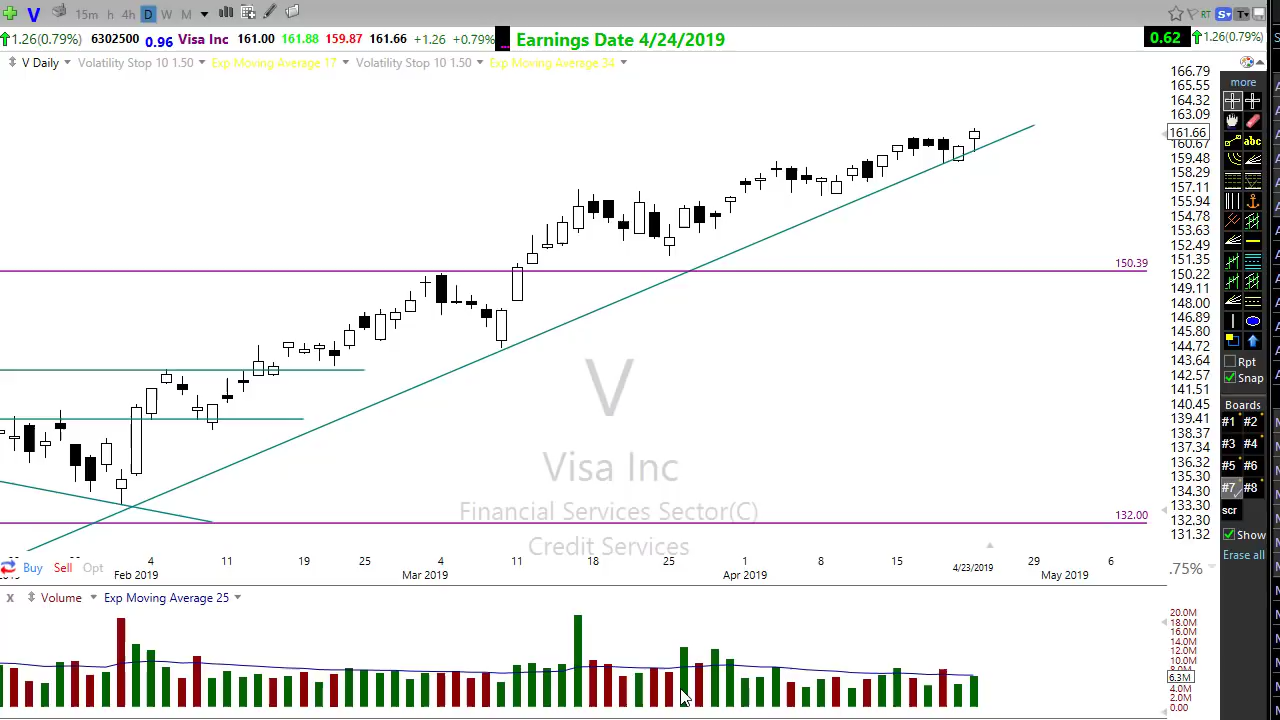 V 15m h 4h D W M
RT S T
1.26(0.79%) 6302500 0.96 Visa Inc 161.00 161.88 159.87 161.66 +1.26 +0.79% ... Earnings Date 4/24/2019 0.62 1.26(0.79%)
V Daily Volatility Stop 10 1.50 Exp Moving Average 17 Volatility Stop 10 1.50 Exp Moving Average 34
166.79
165.55
164.32
163.09
161.66
160.67
159.48
158.29
157.11
155.94
154.78
153.63
152.49
151.35
150.22
149.11
148.00
146.89
145.80
144.72
143.64
142.57
141.51
140.45
139.41
138.37
137.34
136.32
135.30
134.30
133.30
132.30
131.32
150.39
132.00
V
Visa Inc
Financial Services Sector(C)
Credit Services
4 11 19 25 4 11 18 25 1 8 15 4/23/2019 29 6
Feb 2019 Mar 2019 Apr 2019 May 2019
Buy Sell Opt
.75%
x Volume Exp Moving Average 25
20.0M
18.0M
16.0M
14.0M
12.0M
10.0M
6.3M
4.0M
2.0M
0.00
more
abc
Rpt
Snap
Boards
#1 #2
#3 #4
#5 #6
#7 #8
scr
Show
Erase all